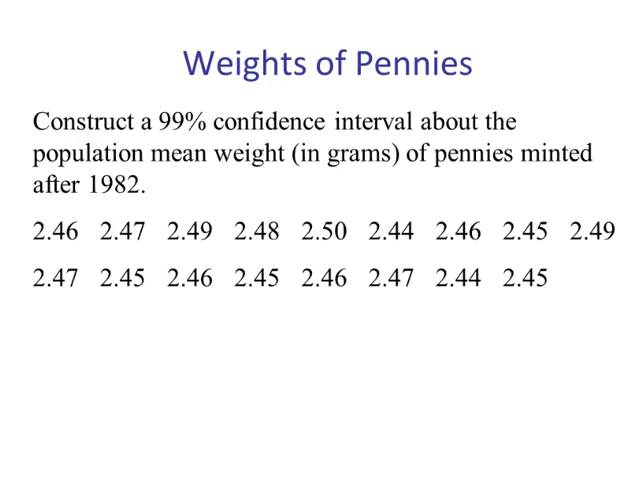 Weights of Pennies
Construct a 99% confidence interval about the
population mean weight (in grams) of pennies minted
after 1982.
2.46 2.47 2.49 2.48 2.50 2.44 2.46 2.45 2.49
2.47 2.45 2.46 2.45 2.46 2.47 2.44 2.45